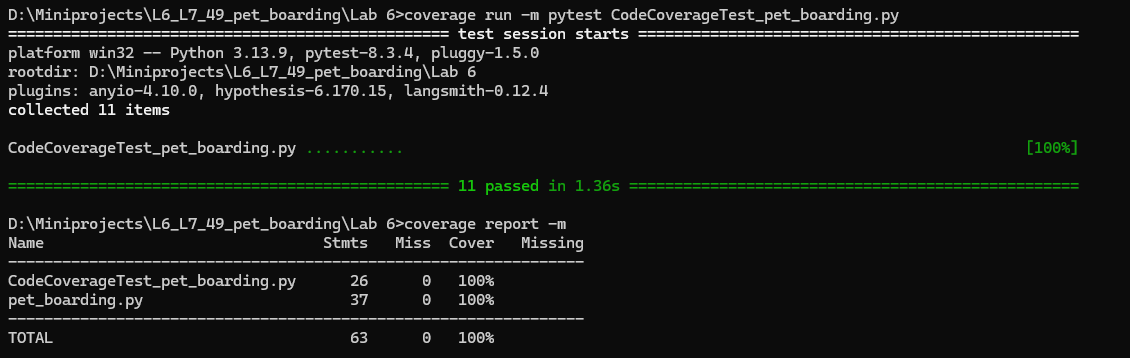 D:\Miniprojects\L6_L7_49_pet_boarding\Lab 6>coverage run -m pytest CodeCoverageTest_pet_boarding.py
================================================= test session starts =================================================
platform win32 -- Python 3.13.9, pytest-8.3.4, pluggy-1.5.0
rootdir: D:\Miniprojects\L6_L7_49_pet_boarding\Lab 6
plugins: anyio-4.10.0, hypothesis-6.170.15, langsmith-0.12.4
collected 11 items

CodeCoverageTest_pet_boarding.py ...........                                                                     [100%]

================================================= 11 passed in 1.36s ==================================================

D:\Miniprojects\L6_L7_49_pet_boarding\Lab 6>coverage report -m
Name                               Stmts   Miss  Cover   Missing
----------------------------------------------------------------
CodeCoverageTest_pet_boarding.py      26      0   100%
pet_boarding.py                       37      0   100%
----------------------------------------------------------------
TOTAL                                 63      0   100%